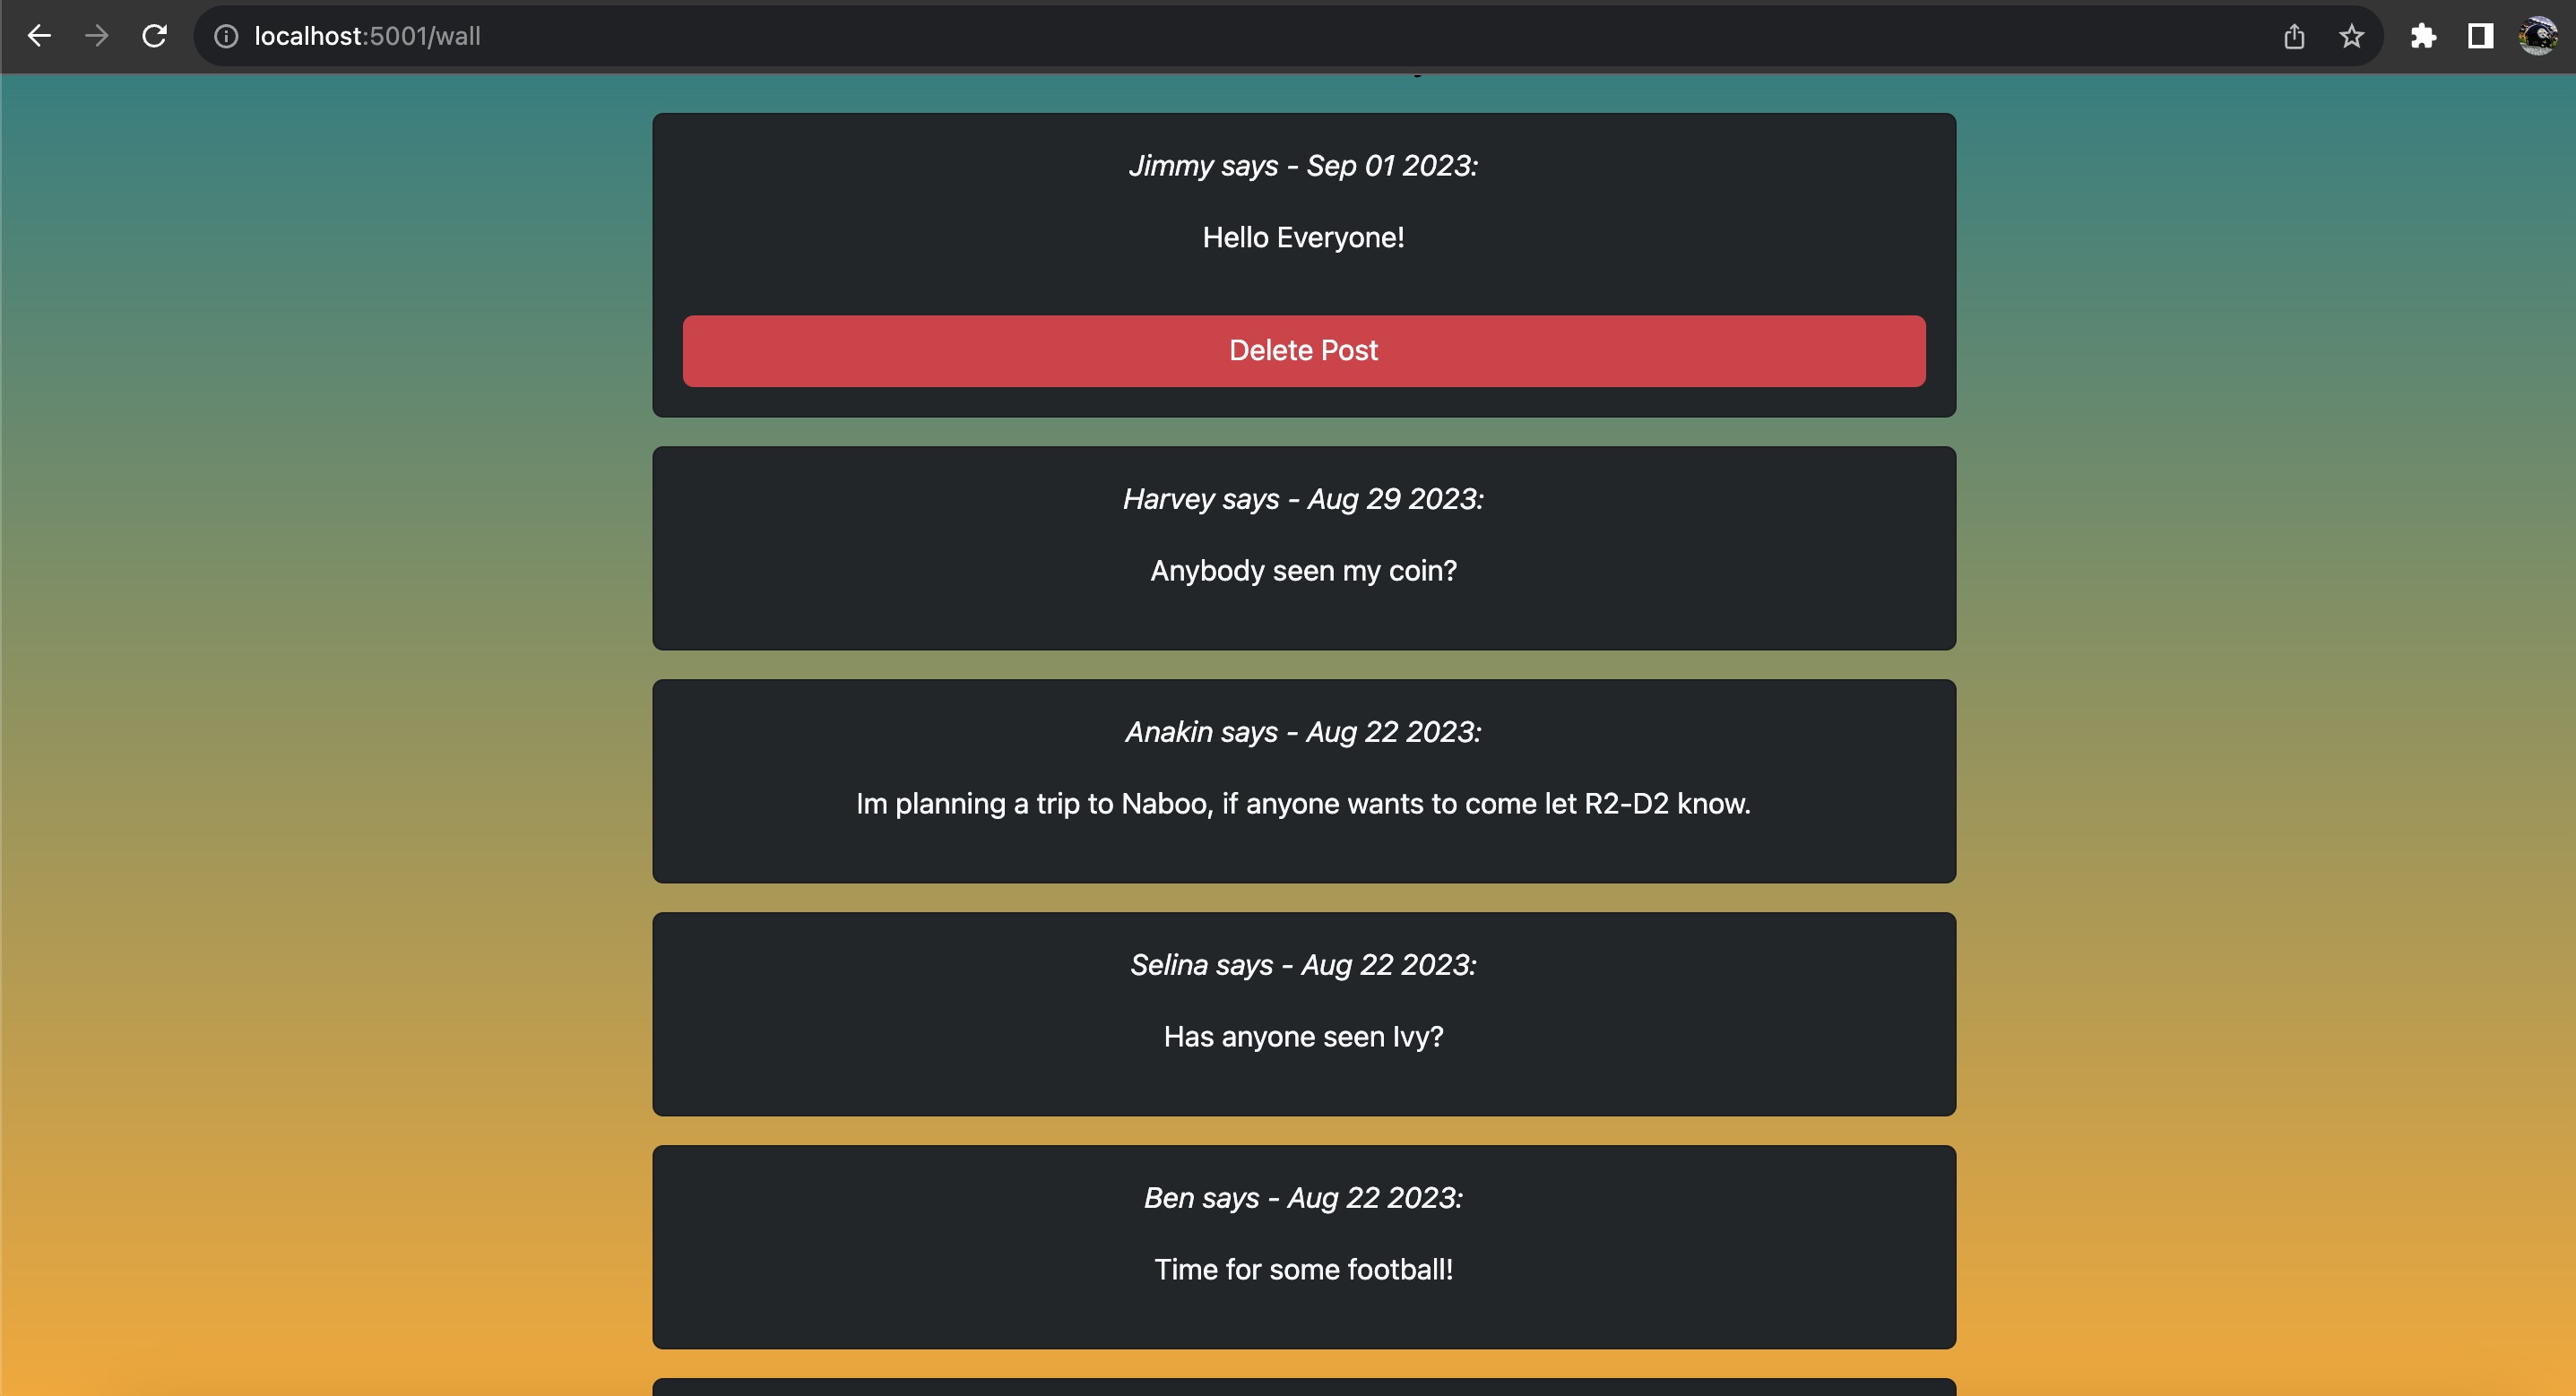 localhost:5001/wall
Jimmy says - Sep 01 2023:
Hello Everyone!
Delete Post
Harvey says - Aug 29 2023:
Anybody seen my coin?
Anakin says - Aug 22 2023:
Im planning a trip to Naboo, if anyone wants to come let R2-D2 know.
Selina says - Aug 22 2023:
Has anyone seen Ivy?
Ben says - Aug 22 2023:
Time for some football!